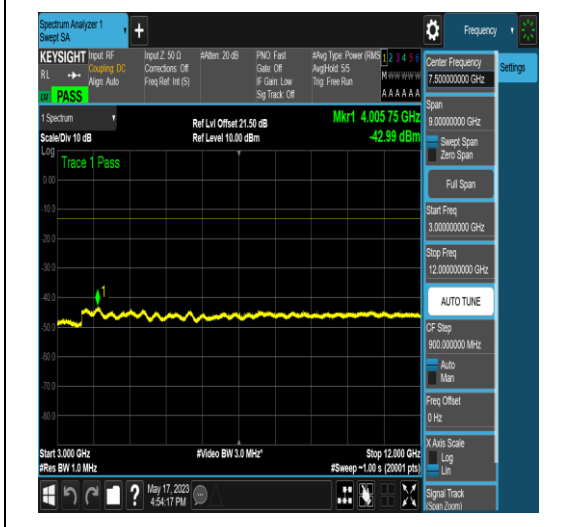 Spectrum Analyzer 1
Swept SA
Frequency
KEYSIGHT
RL
PASS
Input: RF
Coupling: DC
Align: Auto
Input Z: 50 Ω
Corrections: Off
Freq Ref: Int (S)
#Atten: 20 dB
PNO: Fast
Gate: Off
IF Gain: Low
Sig Track: Off
#Avg Type: Power (RMS
Avg|Hold: 5/5
Trig: Free Run
1 2 3 4 5 6
M W W W W W
A A A A A A
1 Spectrum
Scale/Div 10 dB
Ref Lvl Offset 21.50 dB
Ref Level 10.00 dBm
Mkr1 4.005 75 GHz
-42.99 dBm
Log
Trace 1 Pass
0.00
-10.0
-20.0
-30.0
-40.0
-50.0
-60.0
-70.0
-80.0
1
Start 3.000 GHz
#Res BW 1.0 MHz
#Video BW 3.0 MHz*
Stop 12.000 GHz
#Sweep ~1.00 s (20001 pts)
May 17, 2023
4:54:17 PM
?
Settings
Center Frequency
7.500000000 GHz
Span
9.00000000 GHz
Swept Span
Zero Span
Full Span
Start Freq
3.000000000 GHz
Stop Freq
12.000000000 GHz
AUTO TUNE
CF Step
900.000000 MHz
Auto
Man
Freq Offset
0 Hz
X Axis Scale
Log
Lin
Signal Track
(Span Zoom)